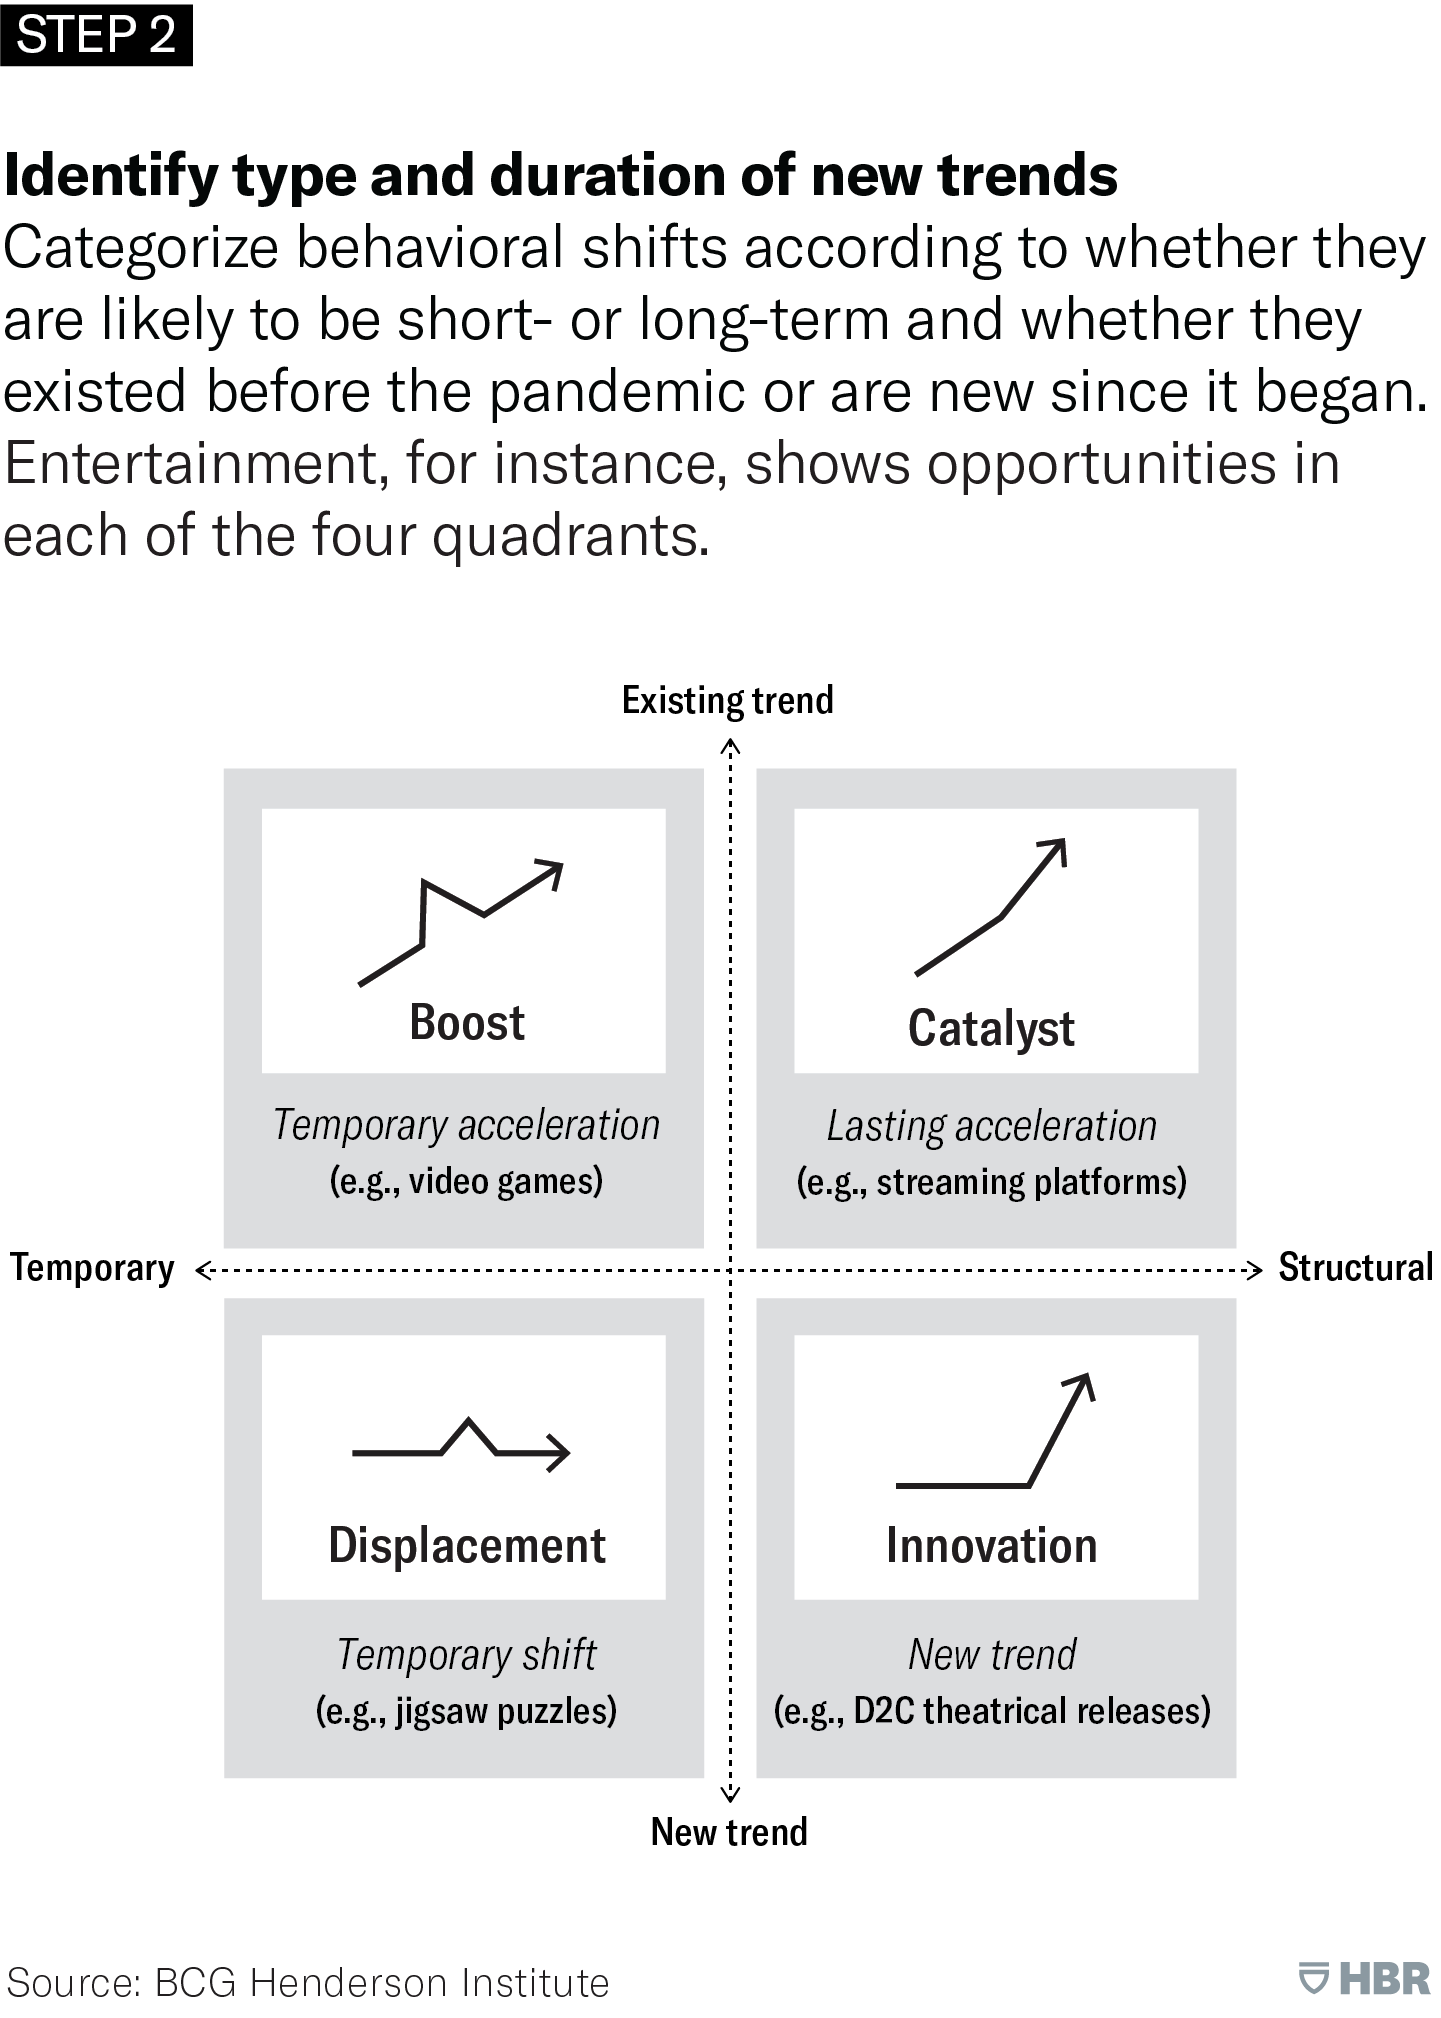 STEP 2
Identify type and duration of new trends
Categorize behavioral shifts according to whether they
are likely to be short- or long-term and whether they
existed before the pandemic or are new since it began.
Entertainment, for instance, shows opportunities in
each of the four quadrants.
Existing trend
Boost
Temporary acceleration
(e.g., video games)
Catalyst
Lasting acceleration
(e.g., streaming platforms)
Temporary
Structural
Displacement
Temporary shift
(e.g., jigsaw puzzles)
Innovation
New trend
(e.g., D2C theatrical releases)
New trend
Source: BCG Henderson Institute
HBR